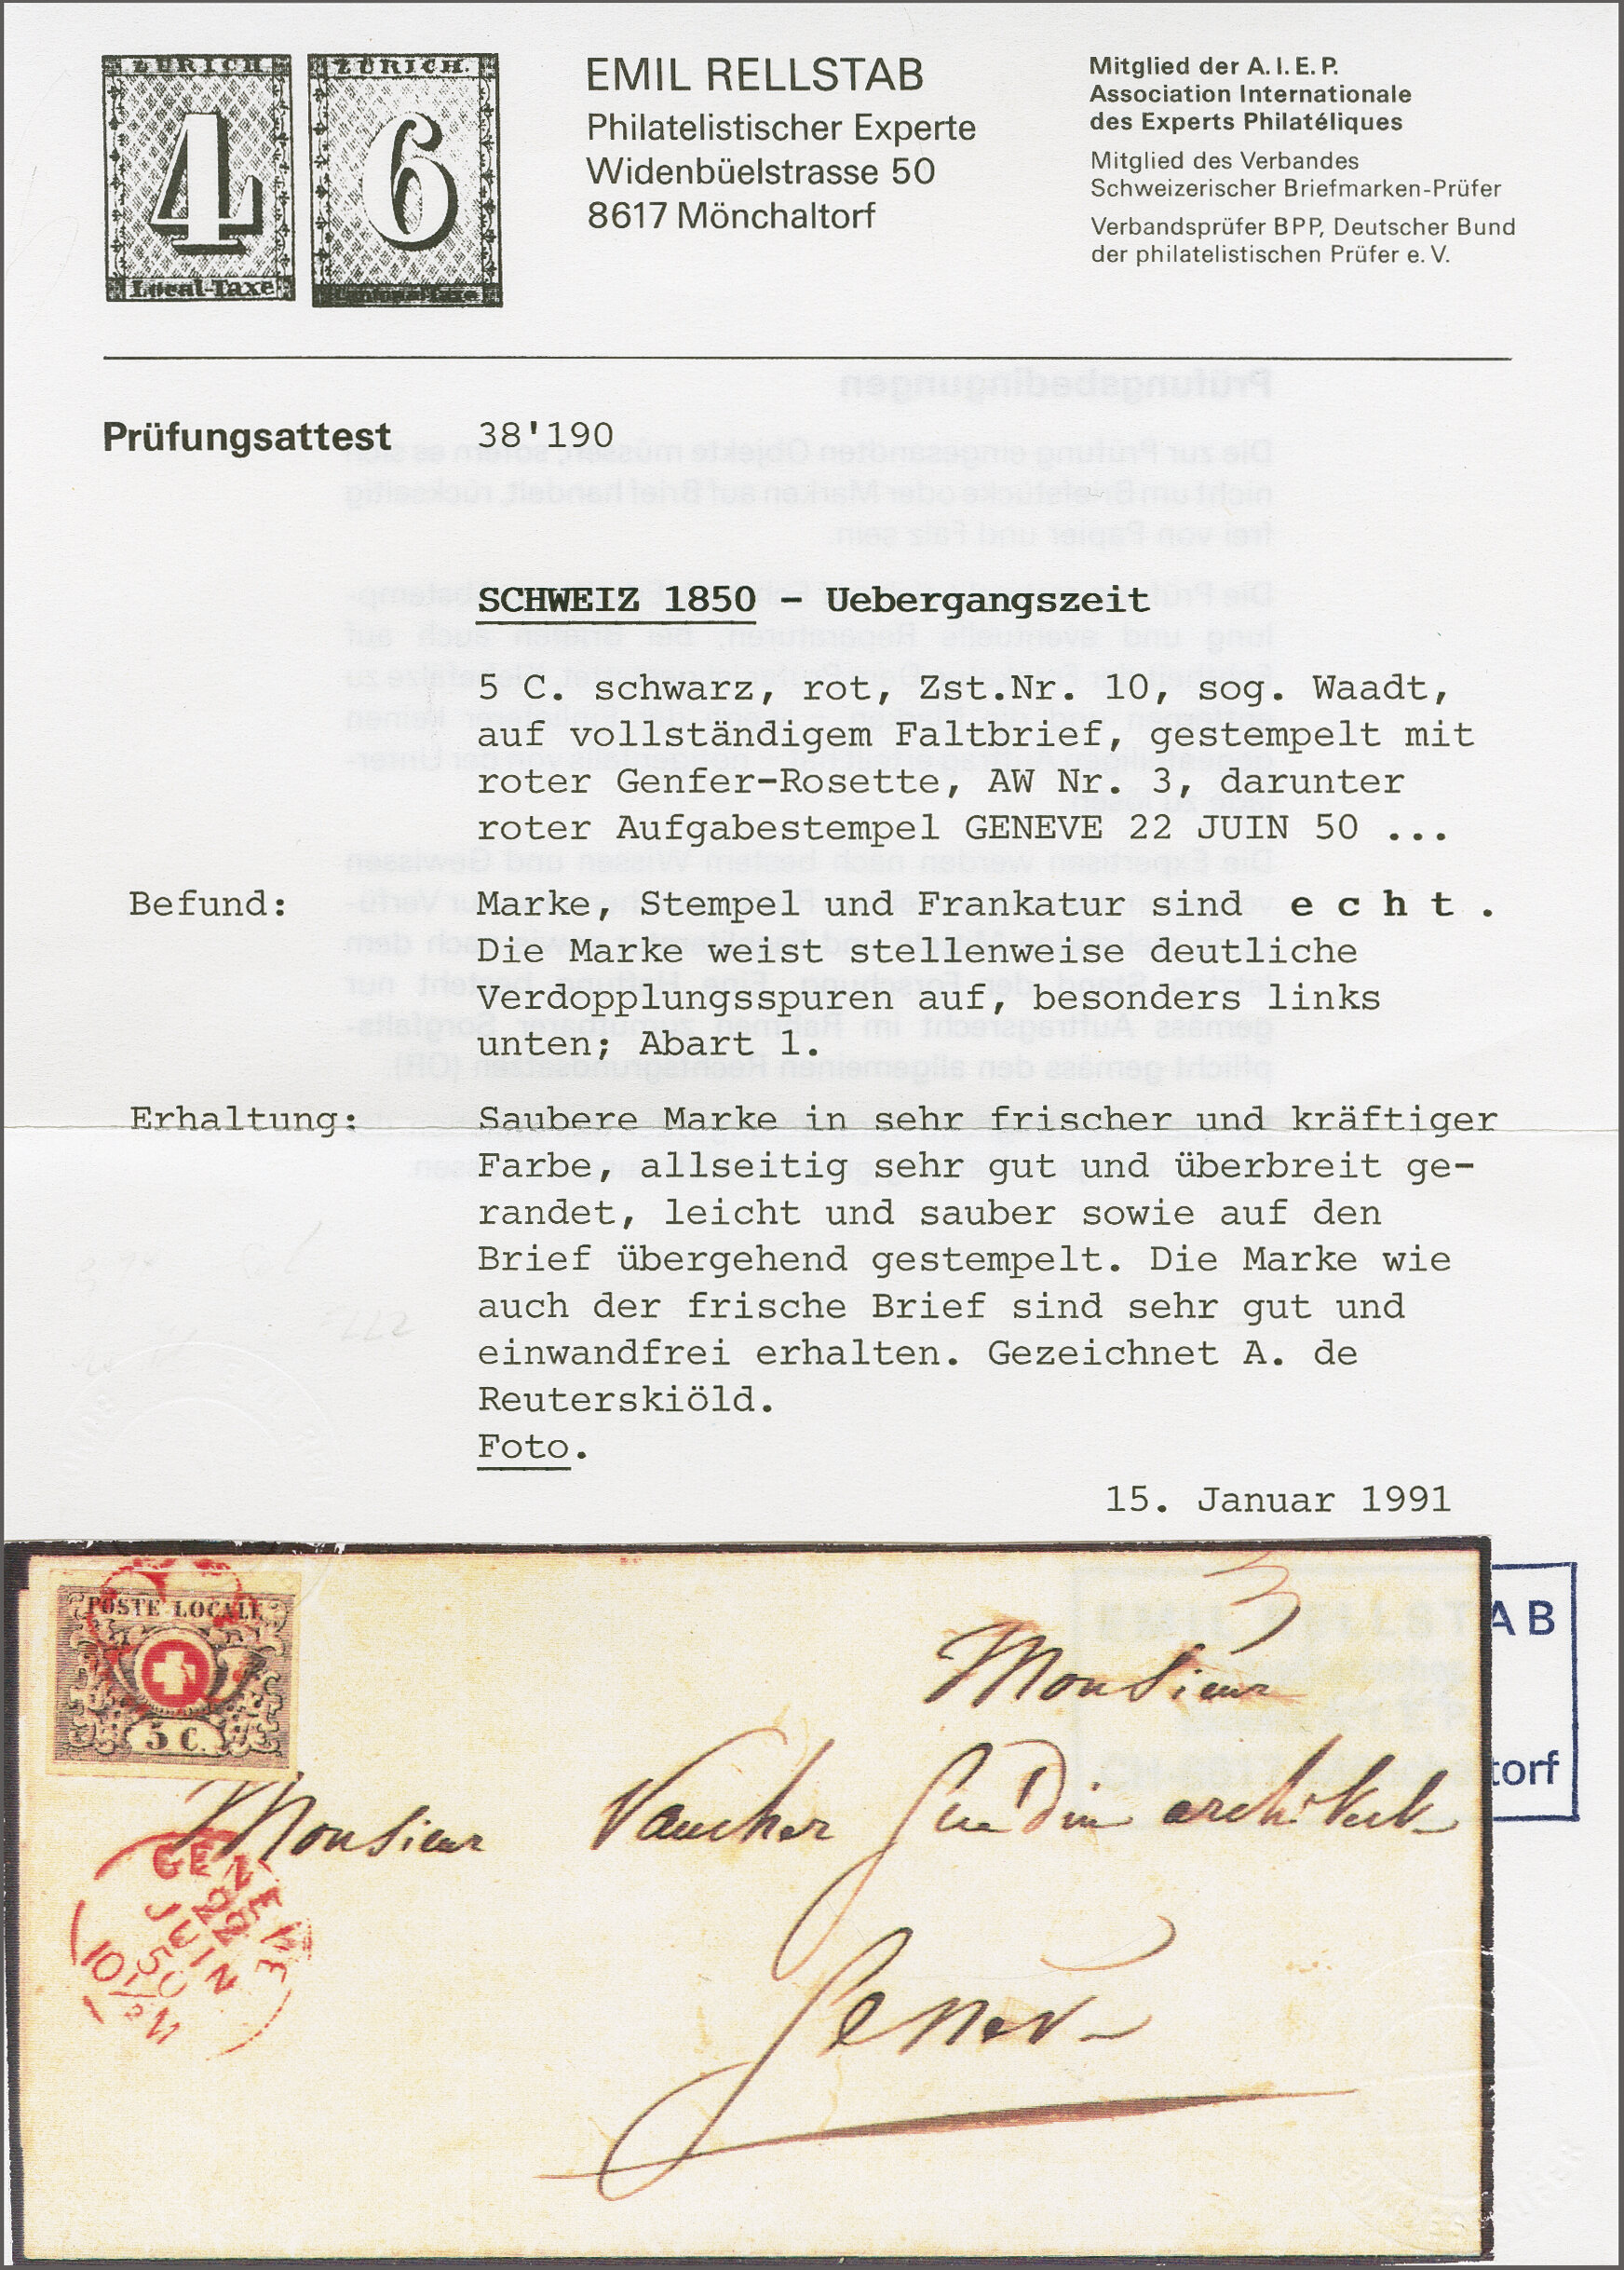 ZÜRICH.
4
Local-Taxe
ZÜRICH.
6
EMIL RELLSTAB
Philatelistischer Experte
Widenbüelstrasse 50
8617 Mönchaltorf
Mitglied der A.I.E.P.
Association Internationale
des Experts Philatéliques
Mitglied des Verbandes
Schweizerischer Briefmarken-Prüfer
Verbandsprüfer BPP, Deutscher Bund
der philatelistischen Prüfer e.V.
Prüfungsattest 38'190
SCHWEIZ 1850 - Uebergangszeit
5 C. schwarz, rot, Zst.Nr. 10, sog. Waadt,
auf vollständigem Faltbrief, gestempelt mit
roter Genfer-Rosette, AW Nr. 3, darunter
roter Aufgabestempel GENEVE 22 JUIN 50 ...
Befund: Marke, Stempel und Frankatur sind e c h t .
Die Marke weist stellenweise deutliche
Verdopplungsspuren auf, besonders links
unten; Abart 1.
Erhaltung: Saubere Marke in sehr frischer und kräftiger
Farbe, allseitig sehr gut und überbreit ge-
randet, leicht und sauber sowie auf den
Brief übergehend gestempelt. Die Marke wie
auch der frische Brief sind sehr gut und
einwandfrei erhalten. Gezeichnet A. de
Reuterskiöld.
Foto.
15. Januar 1991
POSTE LOCALE
5 C.
AB
torf
Monsieur
Monsieur Vaucher architect
GENEVE
22
JUIN
50